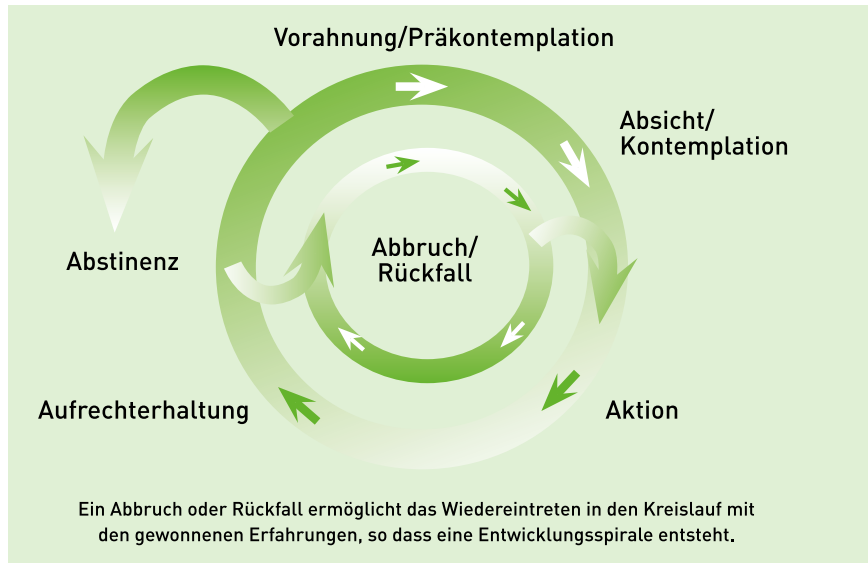 Vorahnung/Präkontemplation
Absicht/
Kontemplation
Abbruch/
Rückfall
Abstinenz
Aufrechterhaltung
Aktion
Ein Abbruch oder Rückfall ermöglicht das Wiedereintreten in den Kreislauf mit
den gewonnenen Erfahrungen, so dass eine Entwicklungsspirale entsteht.